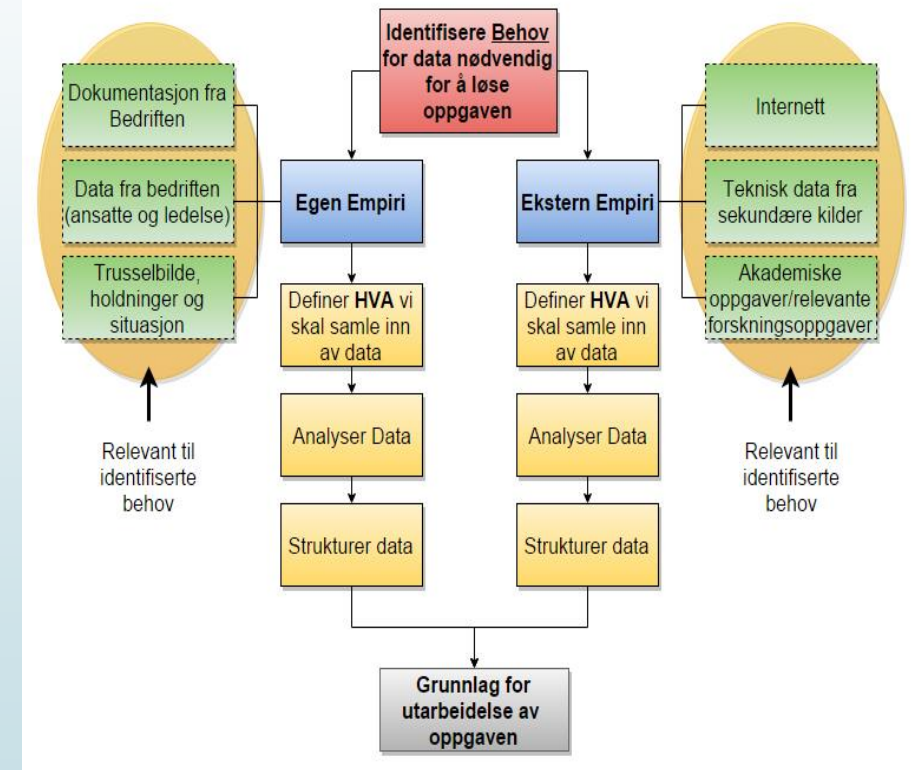 Identifisere Behov
for data nødvendig
for å løse
oppgaven
Dokumentasjon fra
Bedriften
Data fra bedriften
(ansatte og ledelse)
Trusselbilde,
holdninger og
situasjon
Relevant til
identifiserte
behov
Egen Empiri
Definer HVA vi
skal samle inn
av data
Analyser Data
Strukturer data
Ekstern Empiri
Definer HVA vi
skal samle inn
av data
Analyser Data
Strukturer data
Internett
Teknisk data fra
sekundære kilder
Akademiske
oppgaver/relevante
forskningsoppgaver
Relevant til
identifiserte
behov
Grunnlag for
utarbeidelse av
oppgaven